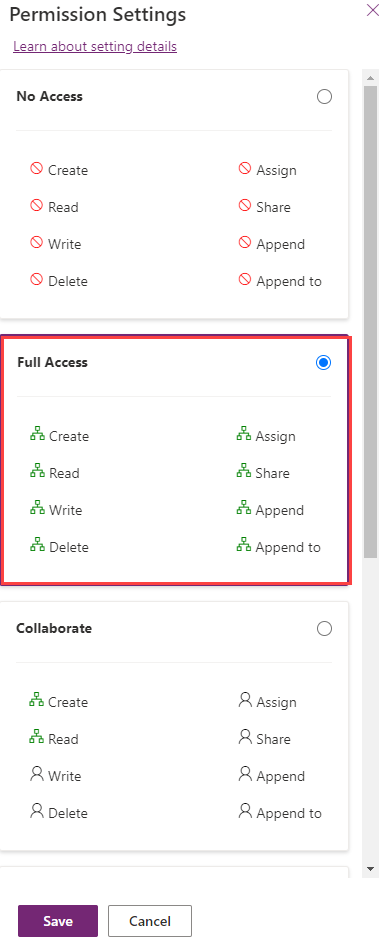 Permission Settings
Learn about setting details
No Access
Create Assign
Read Share
Write Append
Delete Append to
Full Access
Create Assign
Read Share
Write Append
Delete Append to
Collaborate
Create Assign
Read Share
Write Append
Delete Append to
Save Cancel